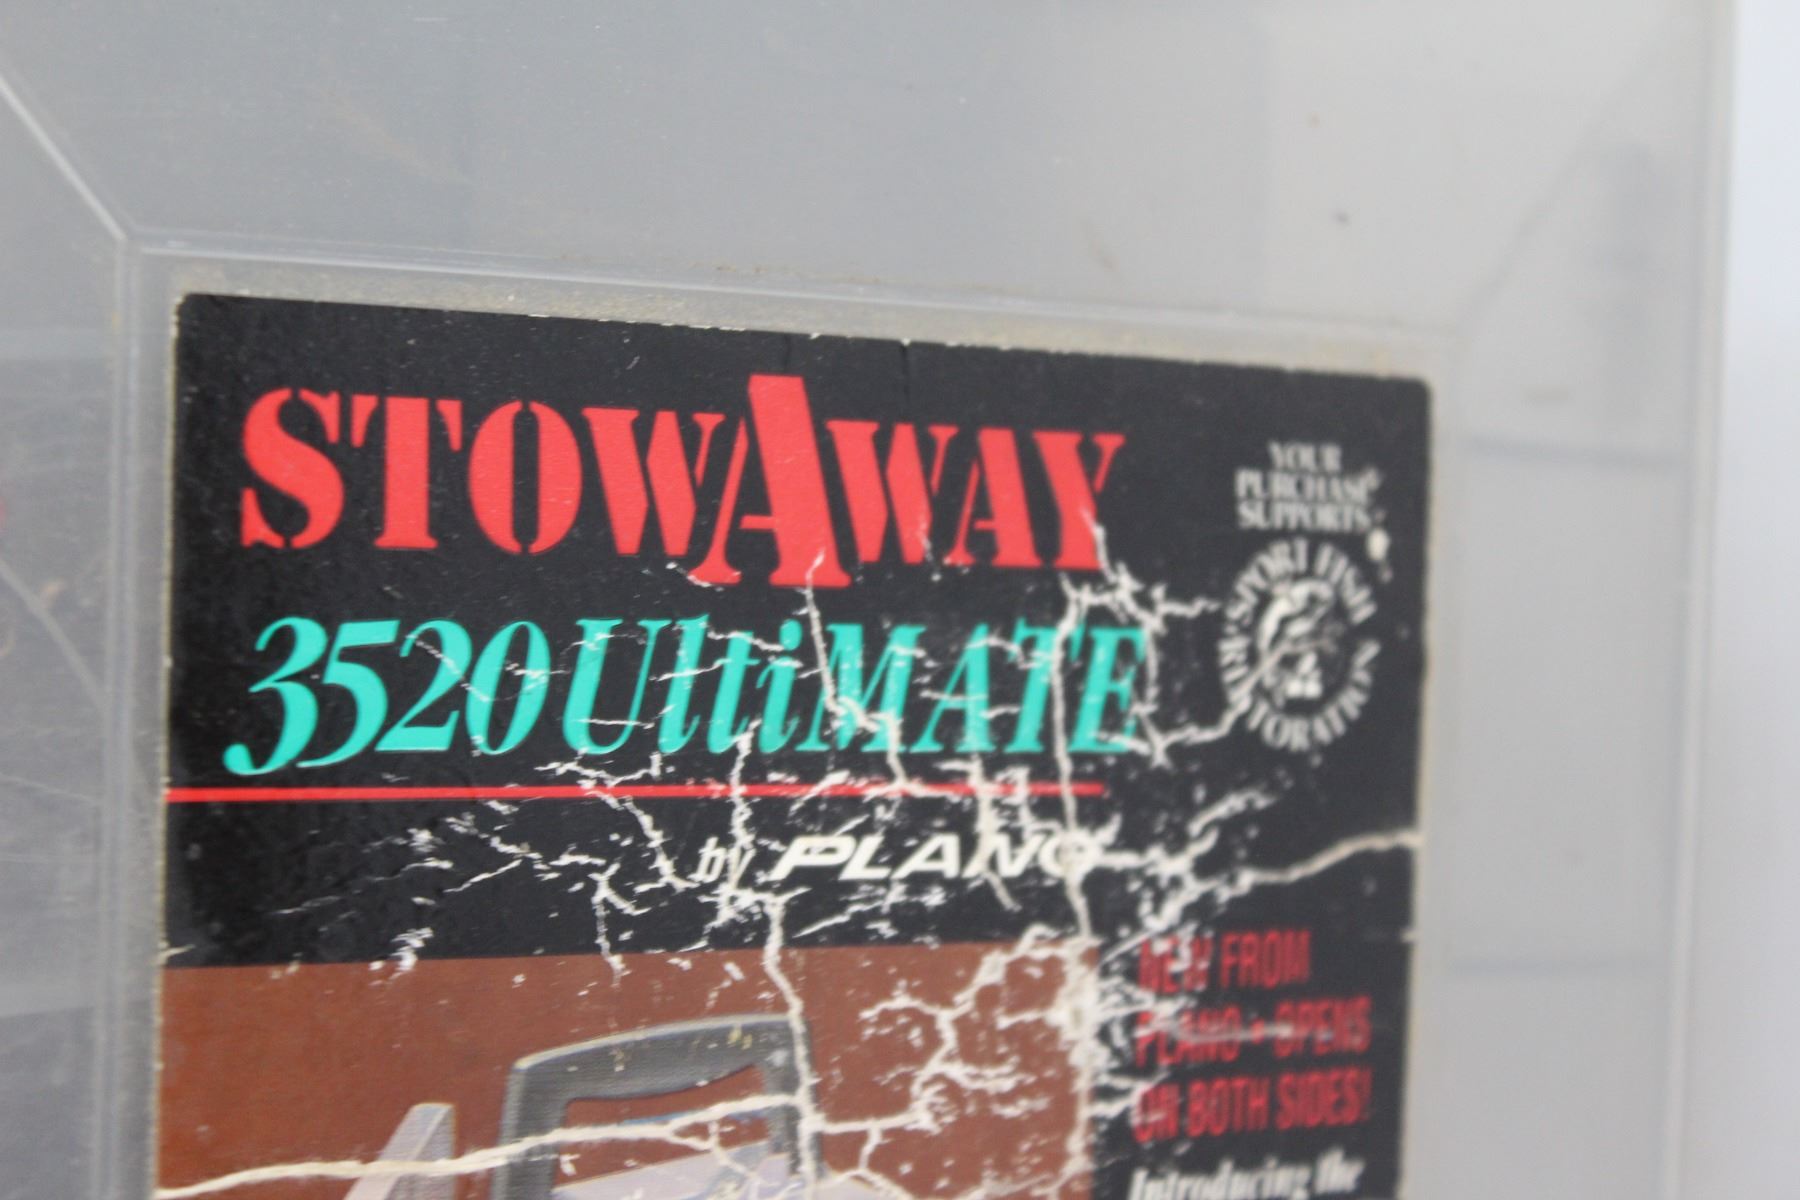 STOWAWAY
3520 UltiMATE
by PLANO
YOUR
PURCHASE
SUPPORTS
SPORT FISH
RESTORATION
NEW FROM
PLANO • OPENS
ON BOTH SIDES!
Introducing the